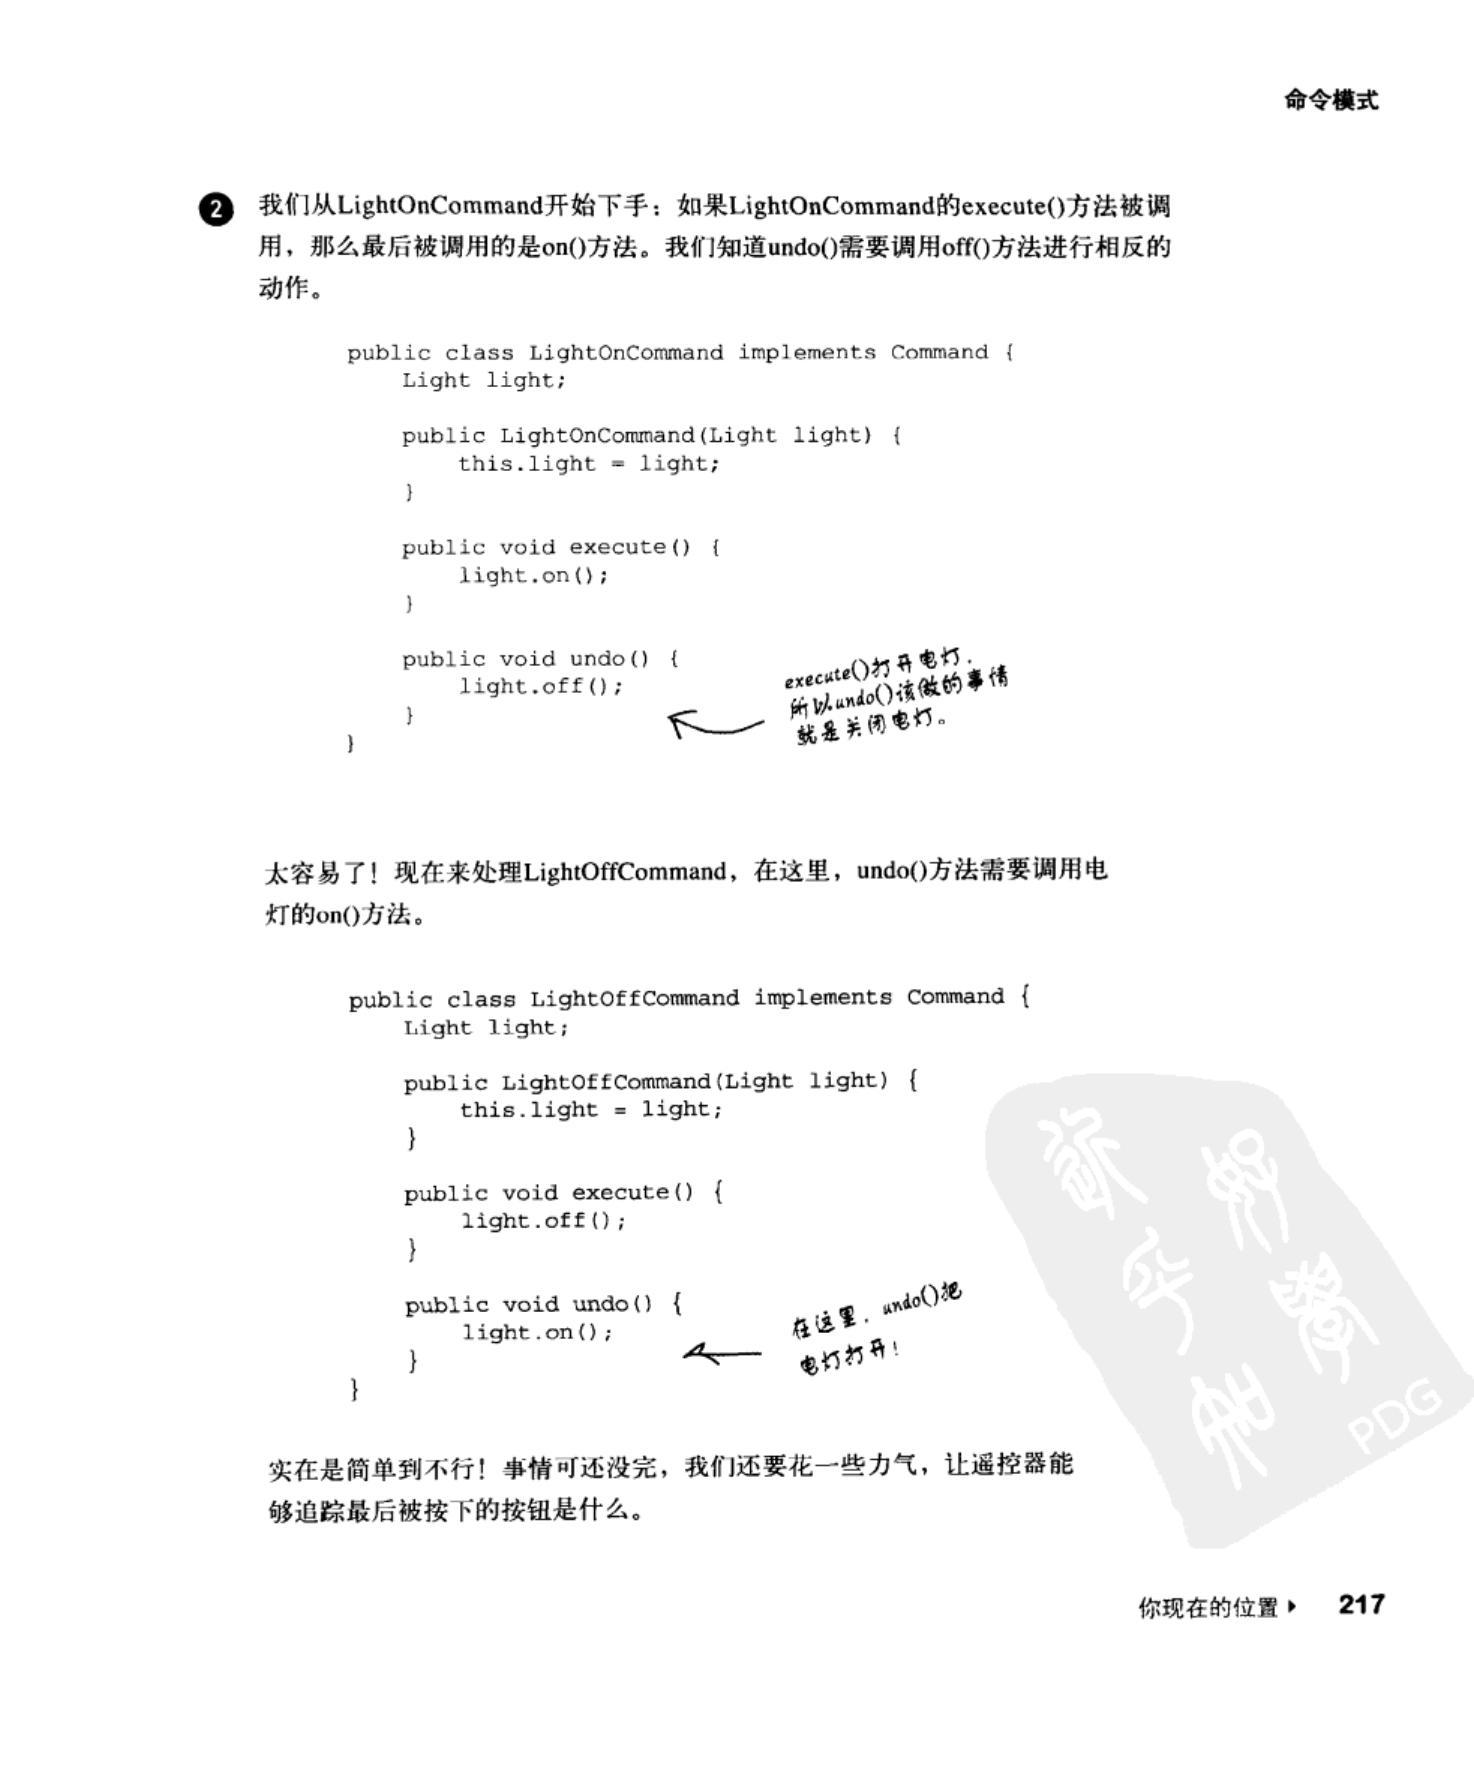 命令模式
2 我们从LightOnCommand开始下手：如果LightOnCommand的execute()方法被调
用，那么最后被调用的是on()方法。我们知道undo()需要调用off()方法进行相反的
动作。
public class LightOnCommand implements Command {
    Light light;
    public LightOnCommand(Light light) {
        this.light = light;
    }
    public void execute() {
        light.on();
    }
    public void undo() {
        light.off();
    }
}
execute()打开电灯，
所以undo()该做的事情
就是关闭电灯。
太容易了！现在来处理LightOffCommand，在这里，undo()方法需要调用电
灯的on()方法。
public class LightOffCommand implements Command {
    Light light;
    public LightOffCommand(Light light) {
        this.light = light;
    }
    public void execute() {
        light.off();
    }
    public void undo() {
        light.on();
    }
}
在这里，undo()把
电灯打开！
实在是简单到不行！事情可还没完，我们还要花一些力气，让遥控器能
够追踪最后被按下的按钮是什么。
PDG
你现在的位置 217